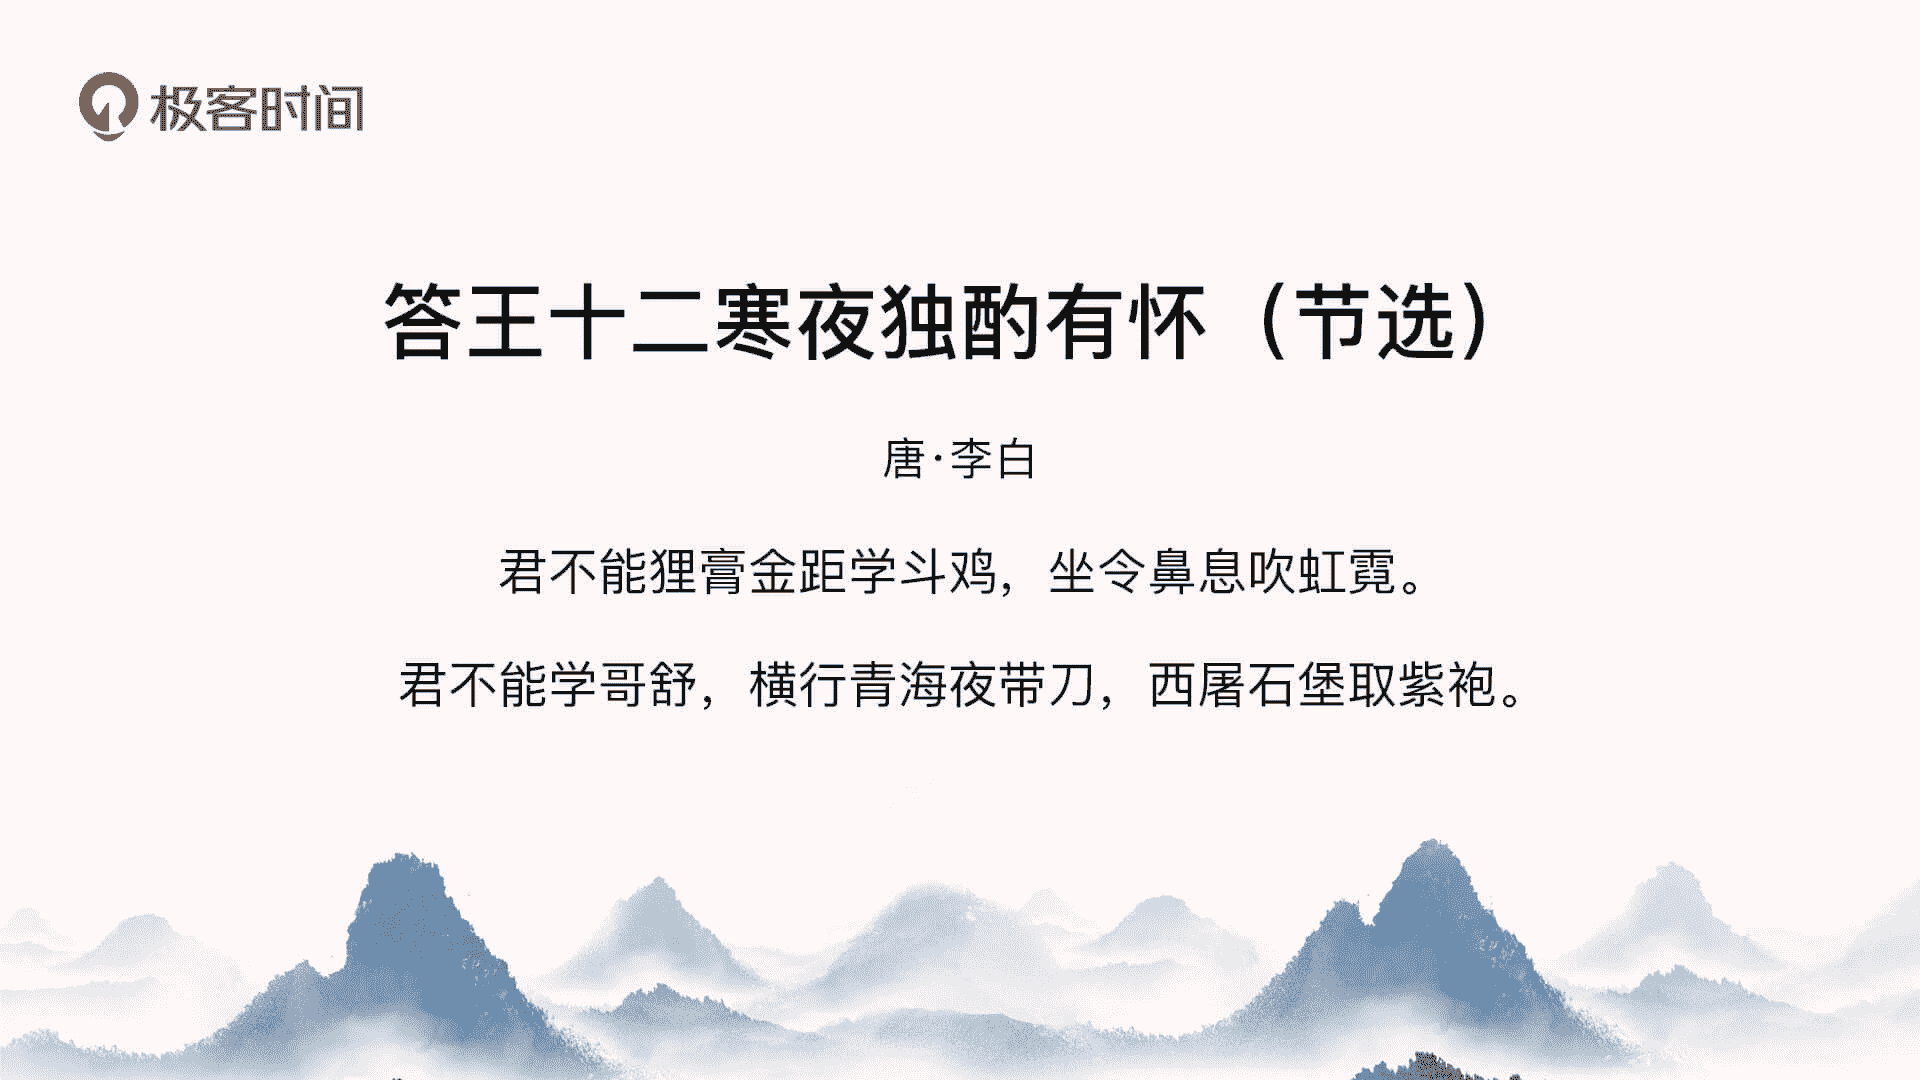 极客时间
答王十二寒夜独酌有怀（节选）
唐·李白
君不能狸膏金距学斗鸡，坐令鼻息吹虹霓。
君不能学哥舒，横行青海夜带刀，西屠石堡取紫袍。